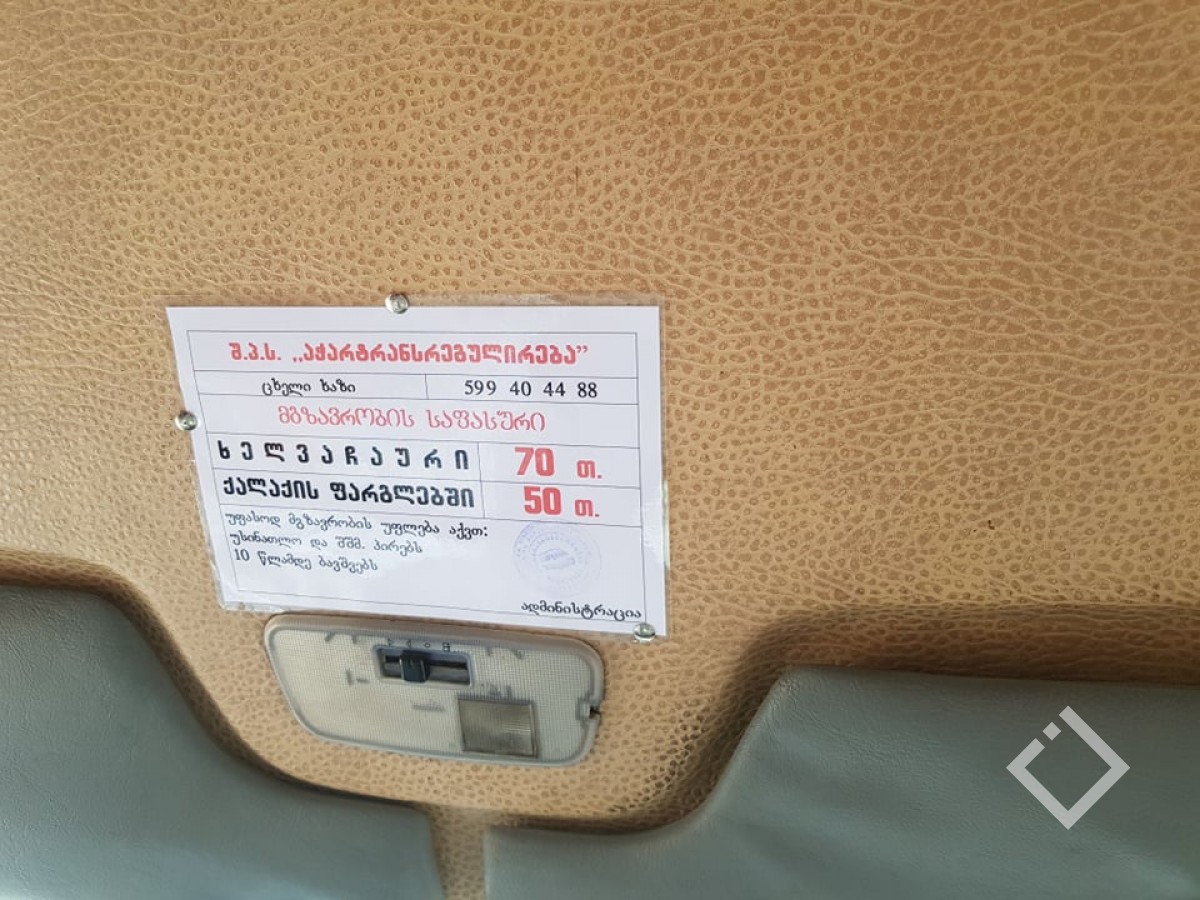 შ.პ.ს. „აჭარტრანსრეგულირება”
ცხელი ხაზი 599 40 44 88
მგზავრობის საფასური
ხელვაჩაური 70 თ.
ქალაქის ფარგლებში 50 თ.
უფასოდ მგზავრობის უფლება აქვთ:
უსინათლო და შშმ. პირებს
10 წლამდე ბავშვებს
ადმინისტრაცია